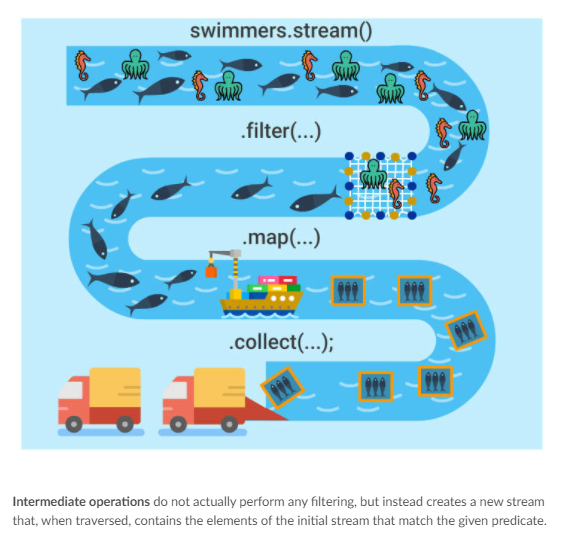 swimmers.stream()
.filter(...)
.map(...)
.collect(...);
Intermediate operations do not actually perform any filtering, but instead creates a new stream
that, when traversed, contains the elements of the initial stream that match the given predicate.